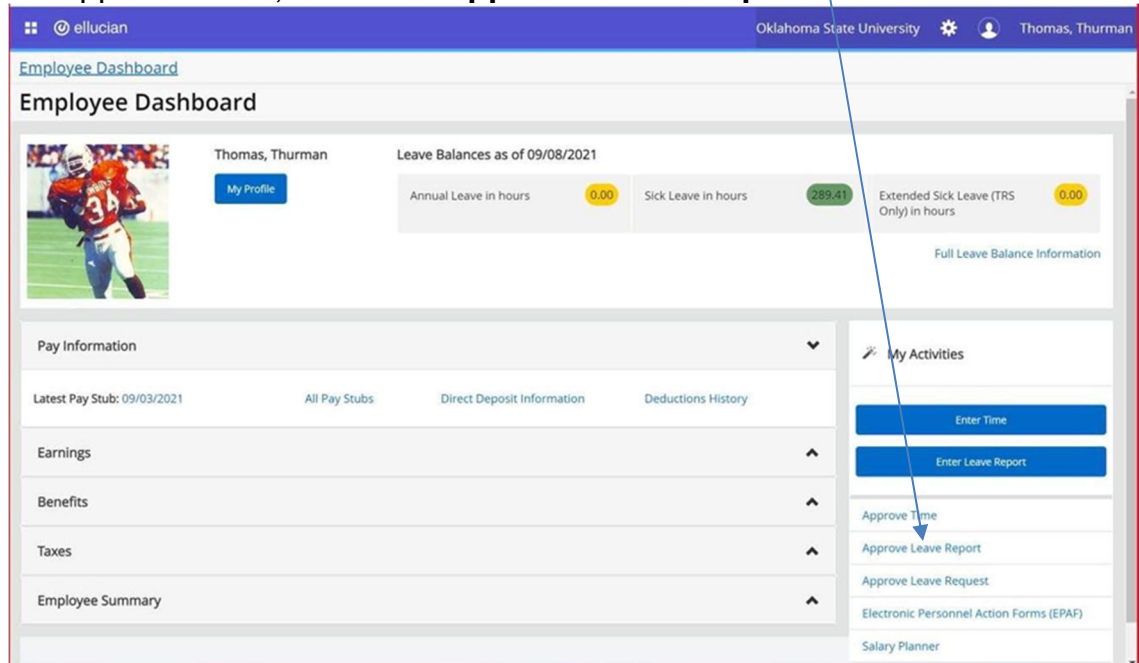 ellucian
Oklahoma State University
Thomas, Thurman
Employee Dashboard
Employee Dashboard
Thomas, Thurman
My Profile
Leave Balances as of 09/08/2021
Annual Leave in hours 0.00
Sick Leave in hours 289.41
Extended Sick Leave (TRS
Only) in hours 0.00
Full Leave Balance Information
Pay Information
Latest Pay Stub: 09/03/2021
All Pay Stubs
Direct Deposit Information
Deductions History
Earnings
Benefits
Taxes
Employee Summary
My Activities
Enter Time
Enter Leave Report
Approve Time
Approve Leave Report
Approve Leave Request
Electronic Personnel Action Forms (EPAF)
Salary Planner
COWBOYS
34